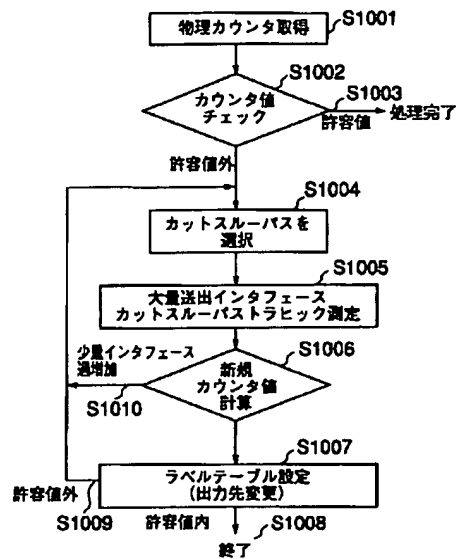 物理カウンタ取得
S1001
S1002
カウンタ値
チェック
S1003
許容値
処理完了
許容値外
S1004
カットスルーパスを
選択
S1005
大量送出インタフェース
カットスルーパストラヒック測定
S1006
少量インタフェース
過増加
新規
カウンタ値
計算
S1010
S1007
ラベルテーブル設定
(出力先変更)
許容値外
S1009
許容値内
S1008
終了